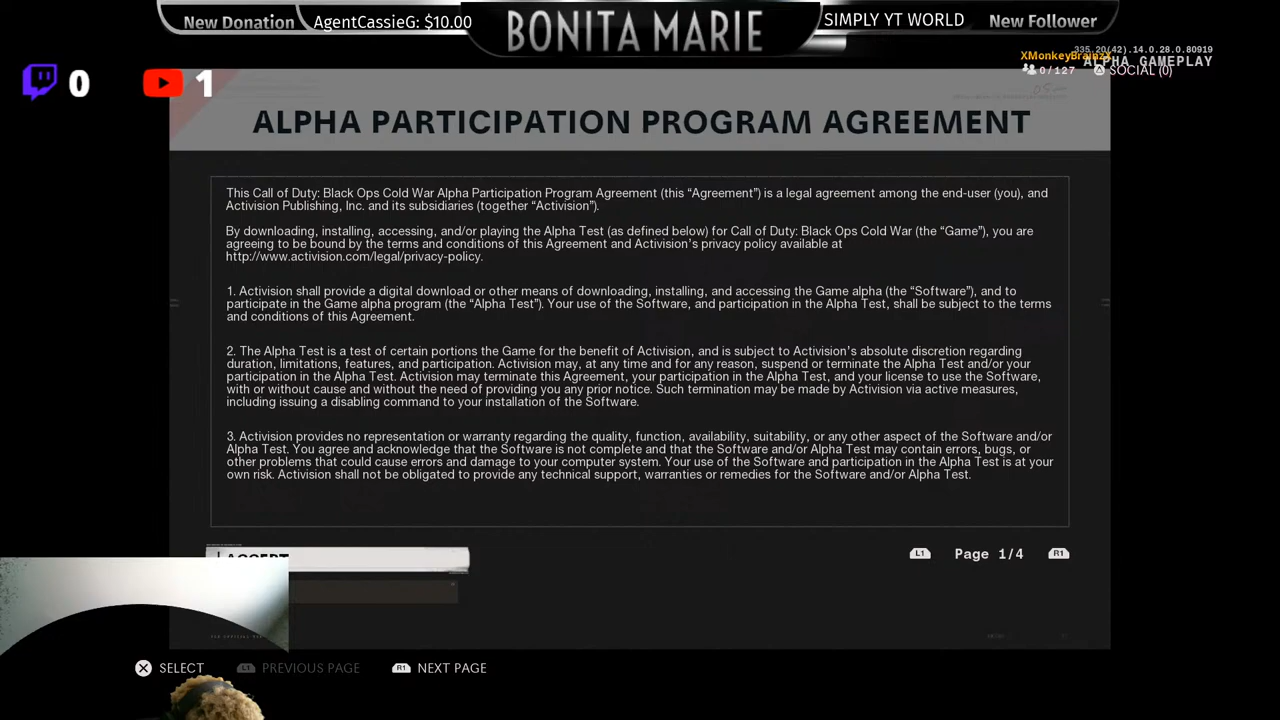 New Donation
AgentCassieG: $10.00
BONITA MARIE
SIMPLY YT WORLD
New Follower
335.20(42).14.0.28.0.80919
XMonkeyBrainzX
ALPHA GAMEPLAY
0/127
SOCIAL (0)
0
1
ALPHA PARTICIPATION PROGRAM AGREEMENT
This Call of Duty: Black Ops Cold War Alpha Participation Program Agreement (this “Agreement”) is a legal agreement among the end-user (you), and
Activision Publishing, Inc. and its subsidiaries (together “Activision”).
By downloading, installing, accessing, and/or playing the Alpha Test (as defined below) for Call of Duty: Black Ops Cold War (the “Game”), you are
agreeing to be bound by the terms and conditions of this Agreement and Activision’s privacy policy available at
http://www.activision.com/legal/privacy-policy.
1. Activision shall provide a digital download or other means of downloading, installing, and accessing the Game alpha (the “Software”), and to
participate in the Game alpha program (the “Alpha Test”). Your use of the Software, and participation in the Alpha Test, shall be subject to the terms
and conditions of this Agreement.
2. The Alpha Test is a test of certain portions the Game for the benefit of Activision, and is subject to Activision's absolute discretion regarding
duration, limitations, features, and participation. Activision may, at any time and for any reason, suspend or terminate the Alpha Test and/or your
participation in the Alpha Test. Activision may terminate this Agreement, your participation in the Alpha Test, and your license to use the Software,
with or without cause and without the need of providing you any prior notice. Such termination may be made by Activision via active measures,
including issuing a disabling command to your installation of the Software.
3. Activision provides no representation or warranty regarding the quality, function, availability, suitability, or any other aspect of the Software and/or
Alpha Test. You agree and acknowledge that the Software is not complete and that the Software and/or Alpha Test may contain errors, bugs, or
other problems that could cause errors and damage to your computer system. Your use of the Software and participation in the Alpha Test is at your
own risk. Activision shall not be obligated to provide any technical support, warranties or remedies for the Software and/or Alpha Test.
I ACCEPT
L1 Page 1/4 R1
SELECT L1 PREVIOUS PAGE R1 NEXT PAGE